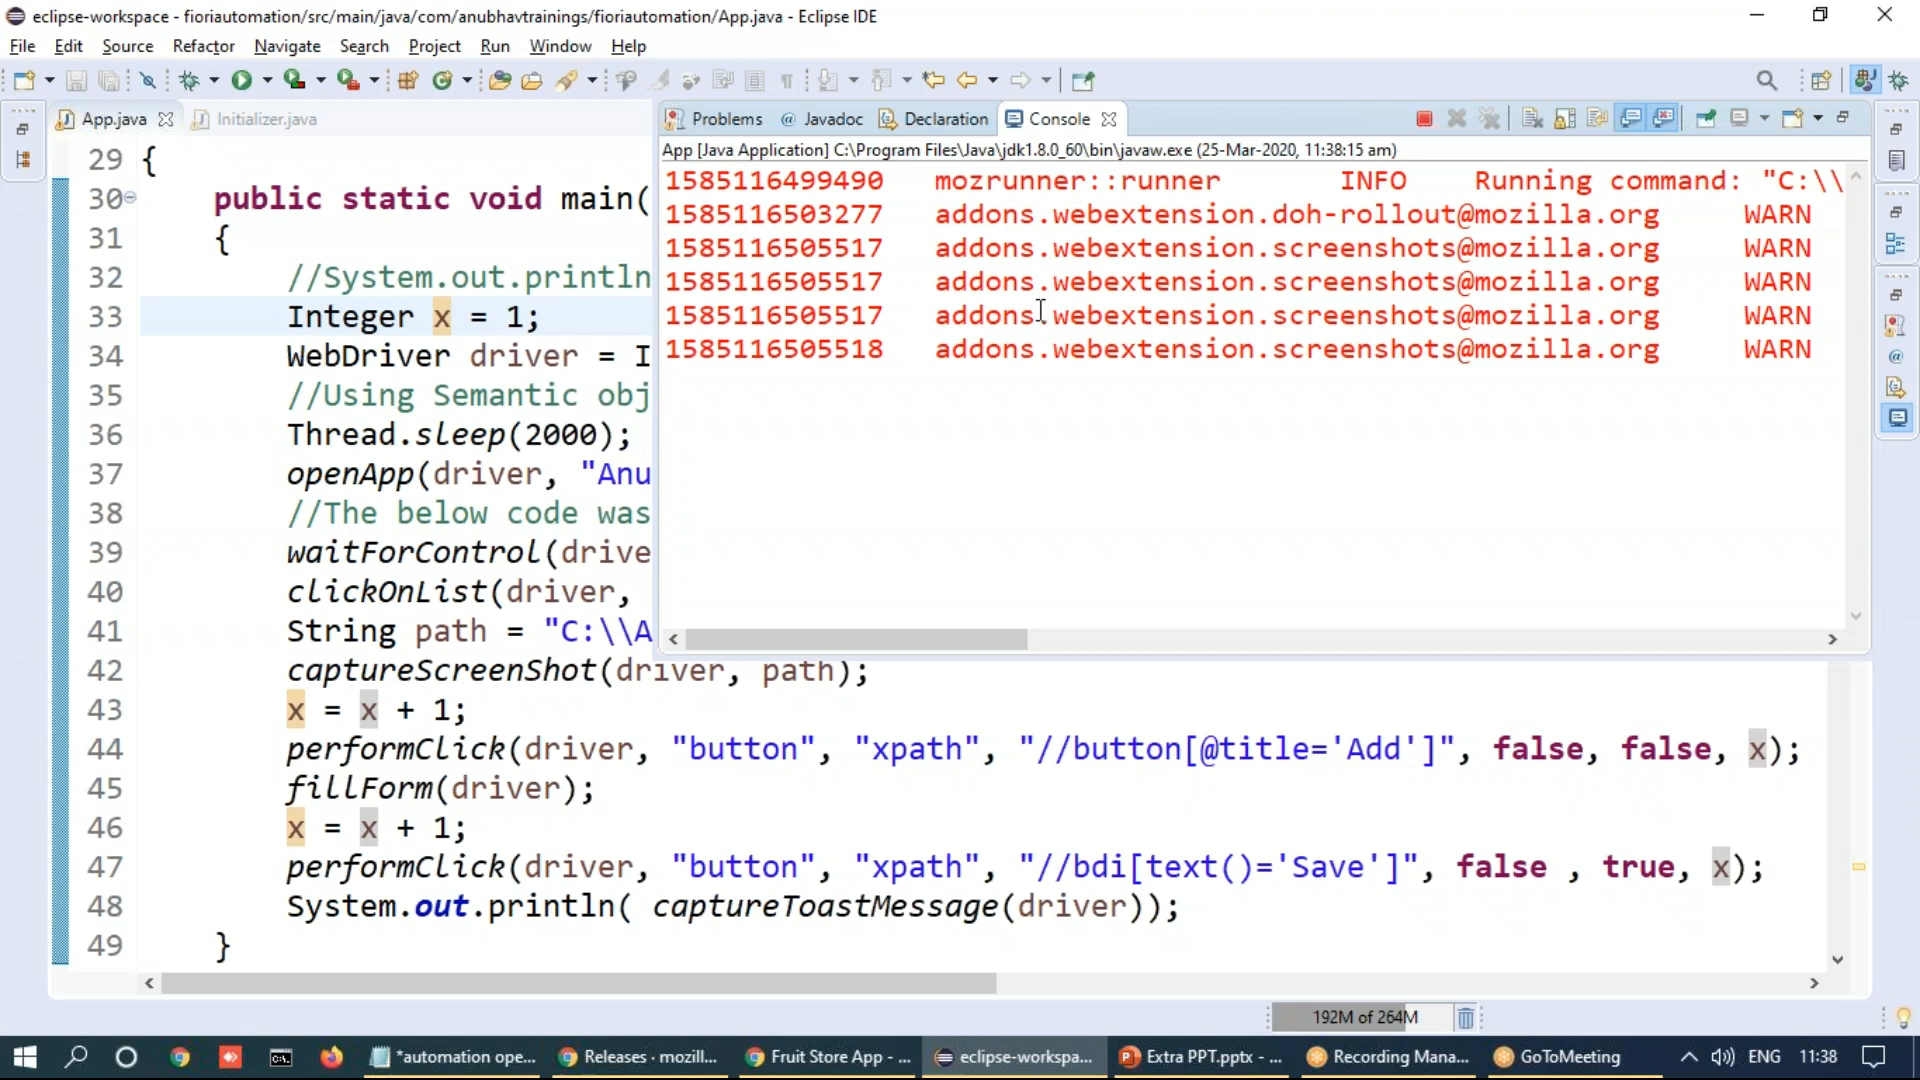 eclipse-workspace - fioriautomation/src/main/java/com/anubhavtrainings/fioriautomation/App.java - Eclipse IDE
File Edit Source Refactor Navigate Search Project Run Window Help
App.java Initializer.java
Problems Javadoc Declaration Console
App [Java Application] C:\Program Files\Java\jdk1.8.0_60\bin\javaw.exe (25-Mar-2020, 11:38:15 am)
1585116499490 mozrunner::runner INFO Running command: "C:\\
1585116503277 addons.webextension.doh-rollout@mozilla.org WARN
1585116505517 addons.webextension.screenshots@mozilla.org WARN
1585116505517 addons.webextension.screenshots@mozilla.org WARN
1585116505517 addons.webextension.screenshots@mozilla.org WARN
1585116505518 addons.webextension.screenshots@mozilla.org WARN
29 {
30 public static void main(
31 {
32 //System.out.println
33 Integer x = 1;
34 WebDriver driver = I
35 //Using Semantic obj
36 Thread.sleep(2000);
37 openApp(driver, "Anu
38 //The below code was
39 waitForControl(drive
40 clickOnList(driver,
41 String path = "C:\\A
42 captureScreenShot(driver, path);
43 x = x + 1;
44 performClick(driver, "button", "xpath", "//button[@title='Add']", false, false, x);
45 fillForm(driver);
46 x = x + 1;
47 performClick(driver, "button", "xpath", "//bdi[text()='Save']", false , true, x);
48 System.out.println( captureToastMessage(driver));
49 }
192M of 264M
*automation ope... Releases · mozill... Fruit Store App - ... eclipse-workspa... Extra PPT.pptx - ... Recording Mana... GoToMeeting ENG 11:38